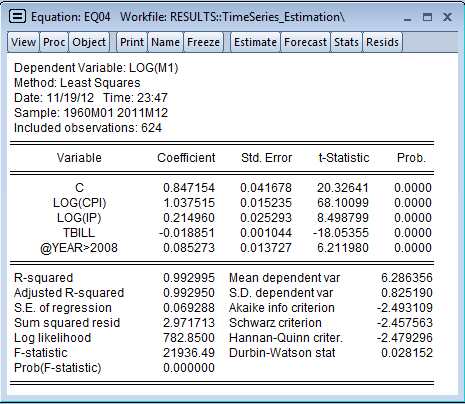 Equation: EQ04 Workfile: RESULTS::TimeSeries_Estimation\
View Proc Object Print Name Freeze Estimate Forecast Stats Resids
Dependent Variable: LOG(M1)
Method: Least Squares
Date: 11/19/12 Time: 23:47
Sample: 1960M01 2011M12
Included observations: 624
Variable Coefficient Std. Error t-Statistic Prob.
C 0.847154 0.041678 20.32641 0.0000
LOG(CPI) 1.037515 0.015235 68.10099 0.0000
LOG(IP) 0.214960 0.025293 8.498799 0.0000
TBILL -0.018851 0.001044 -18.05355 0.0000
@YEAR>2008 0.085273 0.013727 6.211980 0.0000
R-squared 0.992995 Mean dependent var 6.286356
Adjusted R-squared 0.992950 S.D. dependent var 0.825190
S.E. of regression 0.069288 Akaike info criterion -2.493109
Sum squared resid 2.971713 Schwarz criterion -2.457563
Log likelihood 782.8500 Hannan-Quinn criter. -2.479296
F-statistic 21936.49 Durbin-Watson stat 0.028152
Prob(F-statistic) 0.000000